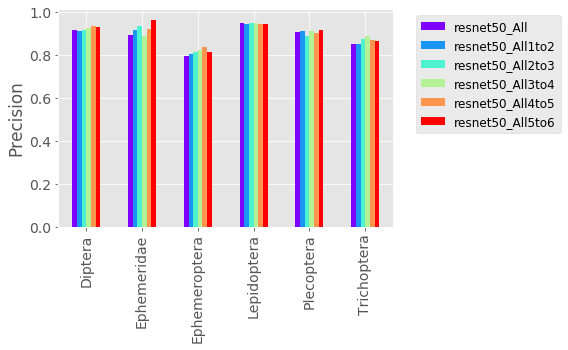 1.0
0.8
0.6
0.4
0.2
0.0
Precision
Diptera
Ephemeridae
Ephemeroptera
Lepidoptera
Plecoptera
Trichoptera
resnet50_All
resnet50_All1to2
resnet50_All2to3
resnet50_All3to4
resnet50_All4to5
resnet50_All5to6